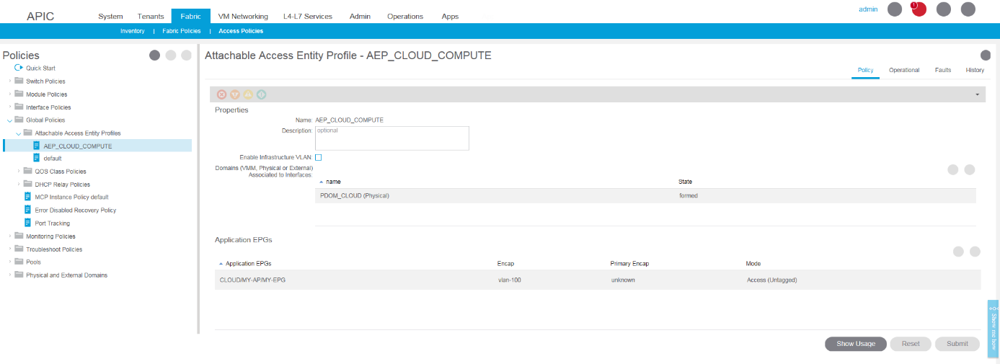 APIC
System Tenants Fabric VM Networking L4-L7 Services Admin Operations Apps
admin 1
Inventory | Fabric Policies | Access Policies
Policies
Quick Start
Switch Policies
Module Policies
Interface Policies
Global Policies
Attachable Access Entity Profiles
AEP_CLOUD_COMPUTE
default
QOS Class Policies
DHCP Relay Policies
MCP Instance Policy default
Error Disabled Recovery Policy
Port Tracking
Monitoring Policies
Troubleshoot Policies
Pools
Physical and External Domains
Attachable Access Entity Profile - AEP_CLOUD_COMPUTE
Policy Operational Faults History
Properties
Name: AEP_CLOUD_COMPUTE
Description: optional
Enable Infrastructure VLAN:
Domains (VMM, Physical or External)
Associated to Interfaces:
name State
PDOM_CLOUD (Physical) formed
Application EPGs
Application EPGs Encap Primary Encap Mode
CLOUD/MY-AP/MY-EPG vlan-100 unknown Access (Untagged)
Show me how
Show Usage Reset Submit